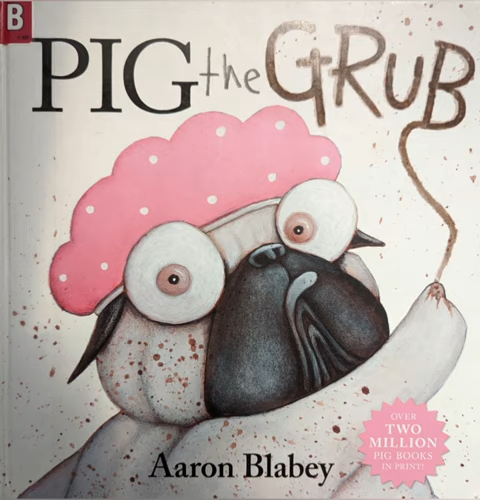 B
PIG the GRUB
Aaron Blabey
OVER
TWO
MILLION
PIG BOOKS
IN PRINT!